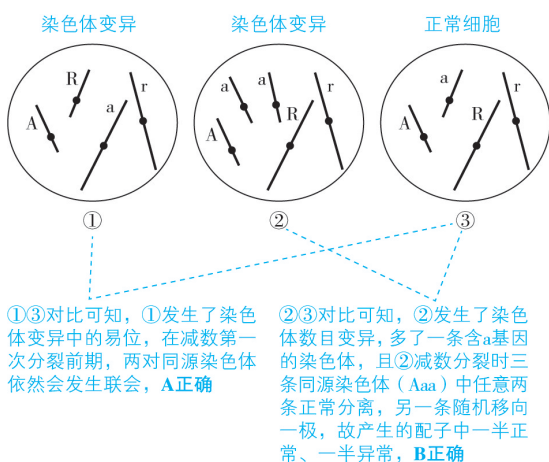 染色体变异 染色体变异 正常细胞
R r a a r a r
A a A R A R
① ② ③
①③对比可知，①发生了染色
体变异中的易位，在减数第一
次分裂前期，两对同源染色体
依然会发生联会，A正确
②③对比可知，②发生了染色
体数目变异，多了一条含a基因
的染色体，且②减数分裂时三
条同源染色体（Aaa）中任意两
条正常分离，另一条随机移向
一极，故产生的配子中一半正
常、一半异常，B正确